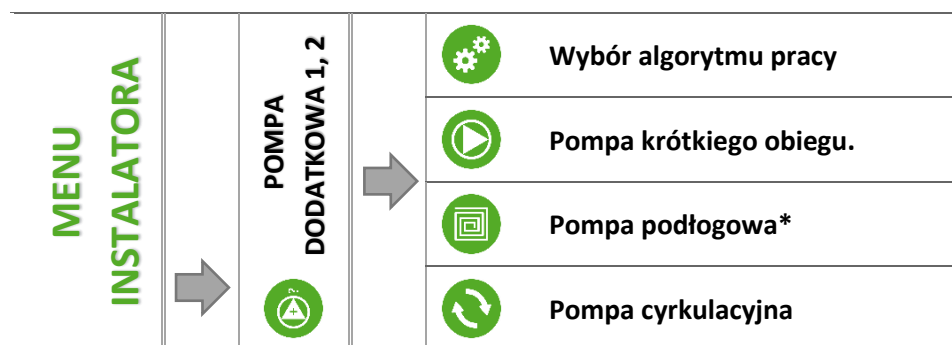 MENU
INSTALATORA
POMPA
DODATKOWA 1, 2
?
+
Wybór algorytmu pracy
Pompa krótkiego obiegu.
Pompa podłogowa*
Pompa cyrkulacyjna